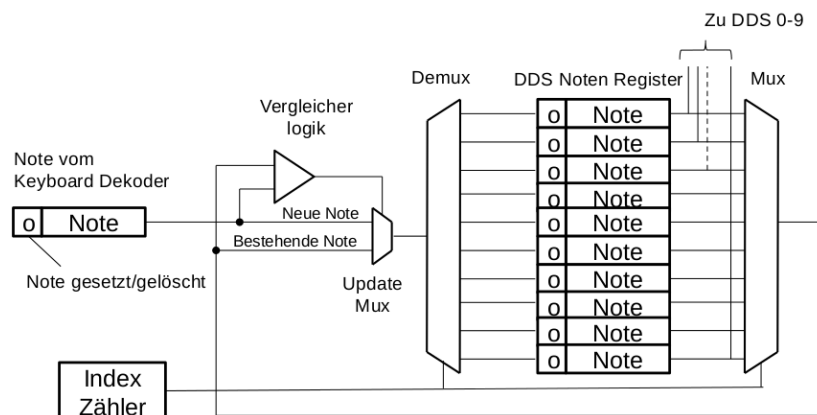 Zu DDS 0-9
Demux
DDS Noten Register
Mux
Vergleicher
logik
Note vom
Keyboard Dekoder
o Note
Note gesetzt/gelöscht
Neue Note
Bestehende Note
Update
Mux
o Note
o Note
o Note
o Note
o Note
o Note
o Note
o Note
o Note
o Note
Index
Zähler